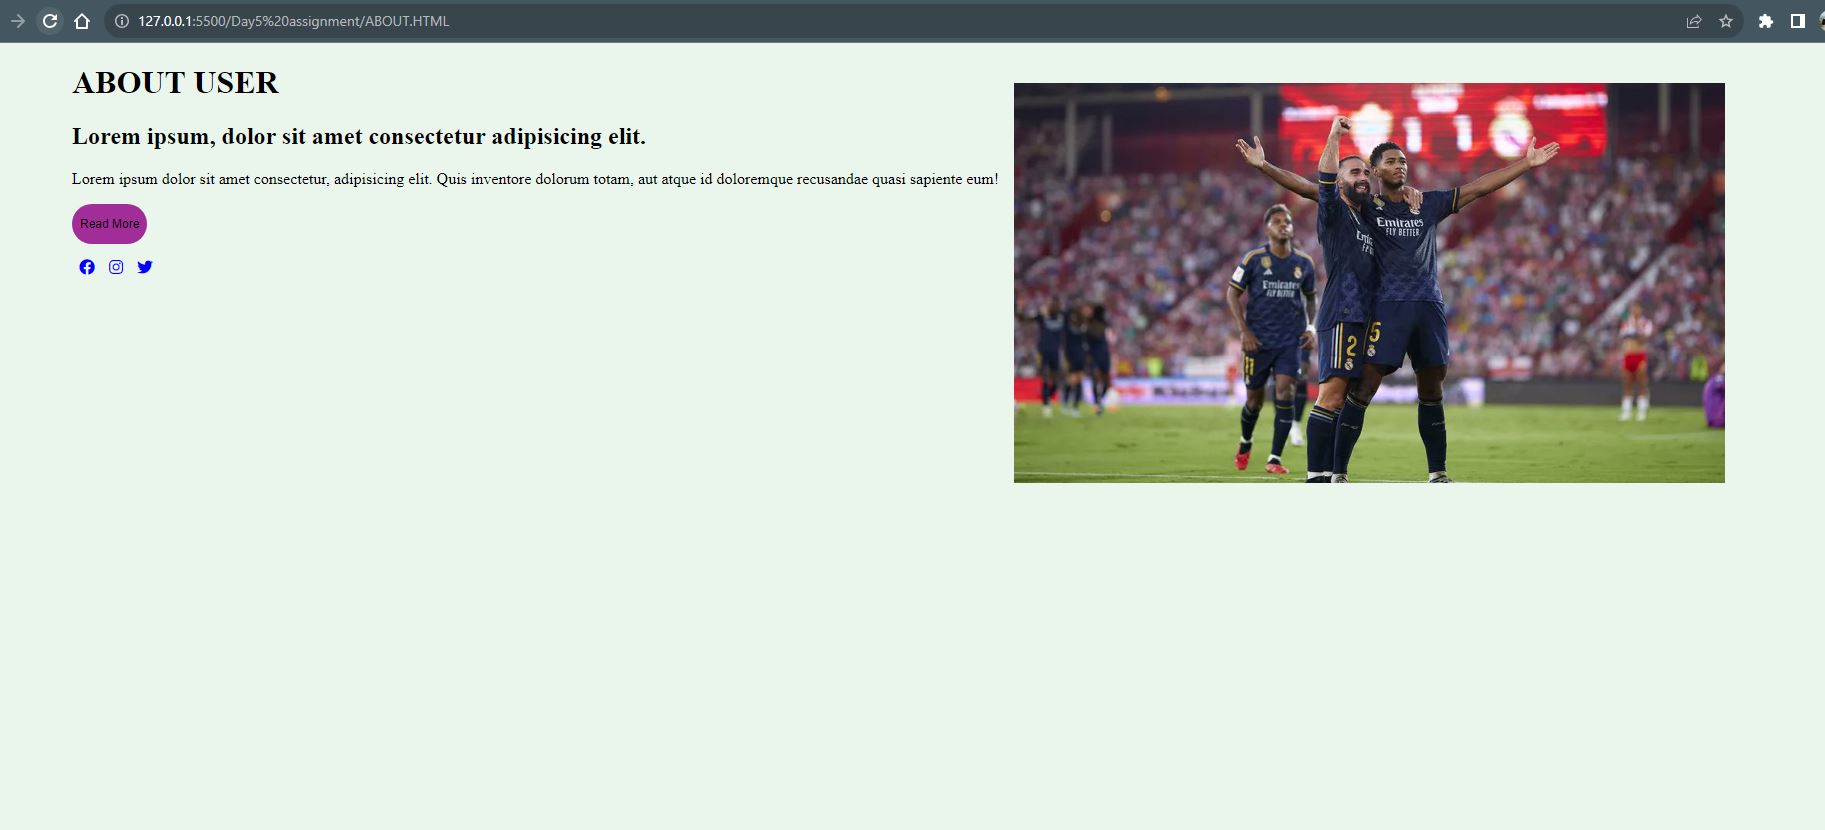 127.0.0.1:5500/Day5%20assignment/ABOUT.HTML
ABOUT USER
Lorem ipsum, dolor sit amet consectetur adipisicing elit.
Lorem ipsum dolor sit amet consectetur, adipisicing elit. Quis inventore dolorum totam, aut atque id doloremque recusandae quasi sapiente eum!
Read More
1 1
Emirates
FLY BETTER
Emirates
FLY BETTER
11
2
5